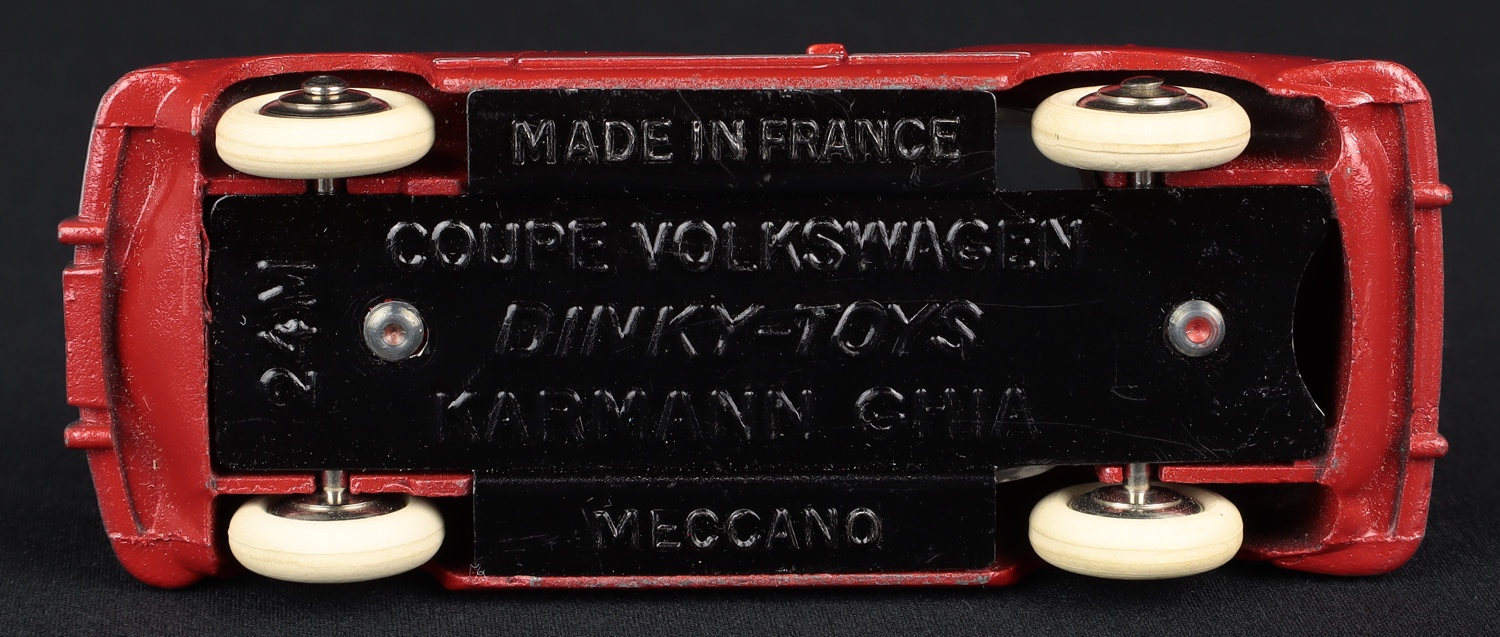 MADE IN FRANCE
COUPE VOLKSWAGEN
DINKY-TOYS
KARMANN GHIA
MECCANO
24M